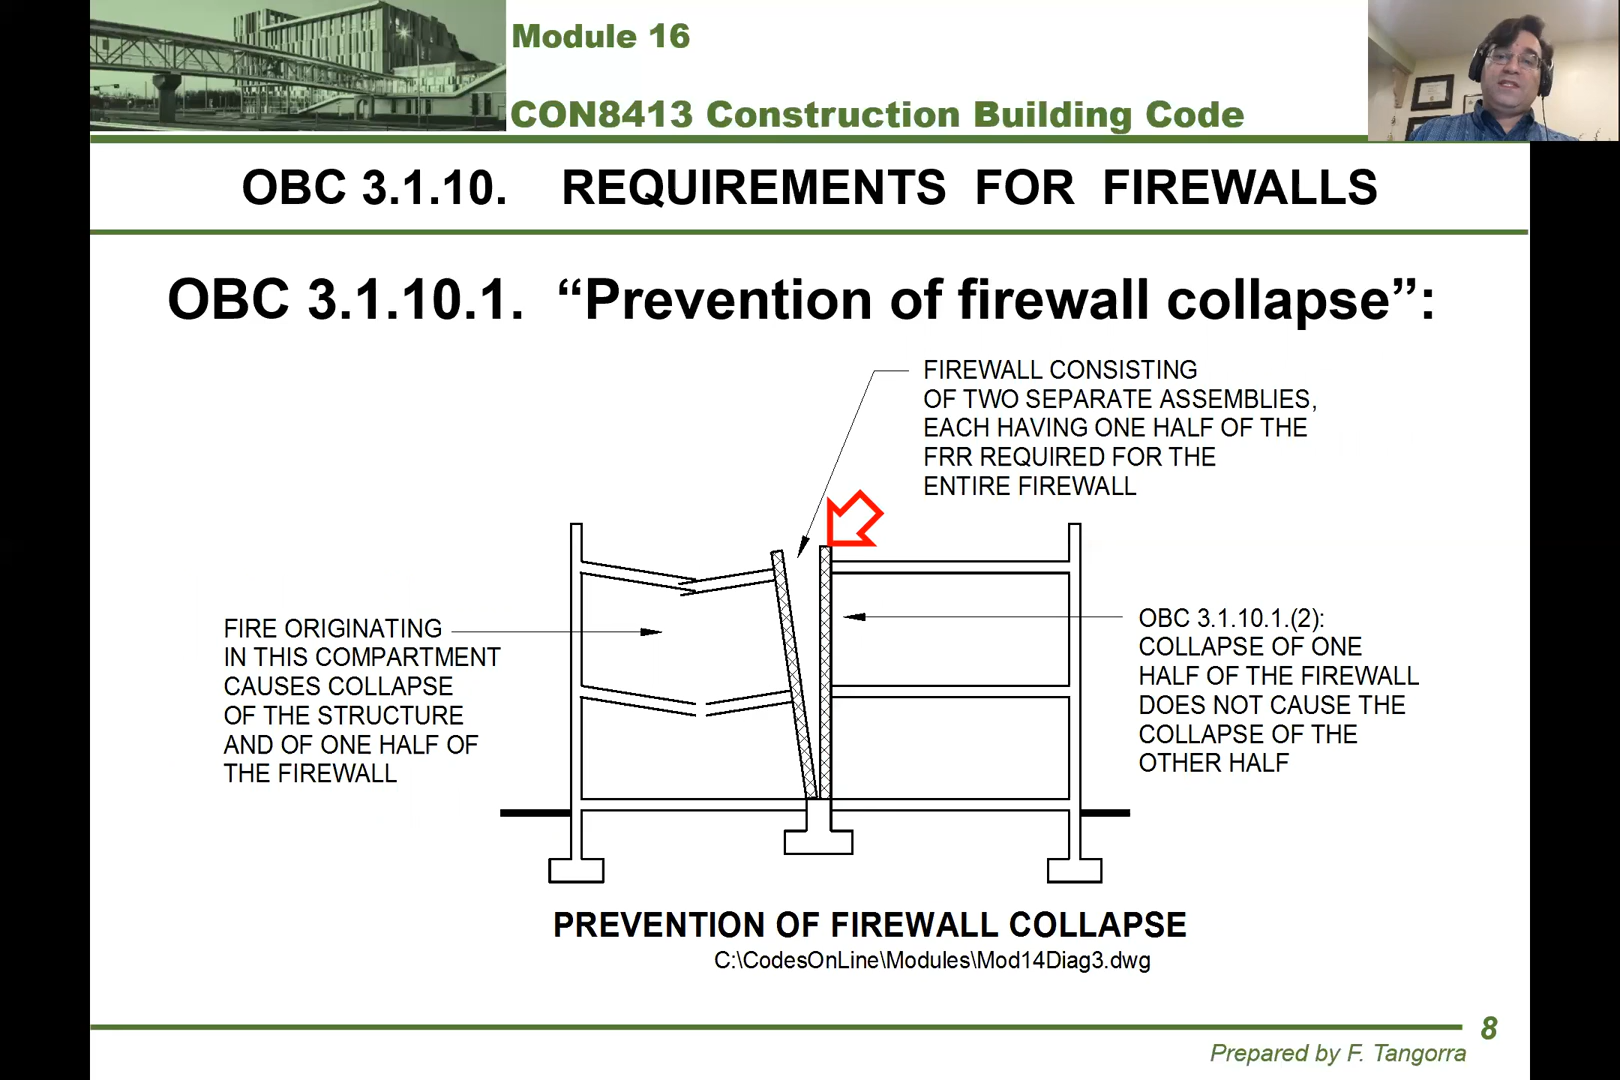 Module 16
CON8413 Construction Building Code
OBC 3.1.10. REQUIREMENTS FOR FIREWALLS
OBC 3.1.10.1. “Prevention of firewall collapse”:
FIREWALL CONSISTING
OF TWO SEPARATE ASSEMBLIES,
EACH HAVING ONE HALF OF THE
FRR REQUIRED FOR THE
ENTIRE FIREWALL
FIRE ORIGINATING
IN THIS COMPARTMENT
CAUSES COLLAPSE
OF THE STRUCTURE
AND OF ONE HALF OF
THE FIREWALL
OBC 3.1.10.1.(2):
COLLAPSE OF ONE
HALF OF THE FIREWALL
DOES NOT CAUSE THE
COLLAPSE OF THE
OTHER HALF
PREVENTION OF FIREWALL COLLAPSE
C:\CodesOnLine\Modules\Mod14Diag3.dwg
8
Prepared by F. Tangorra